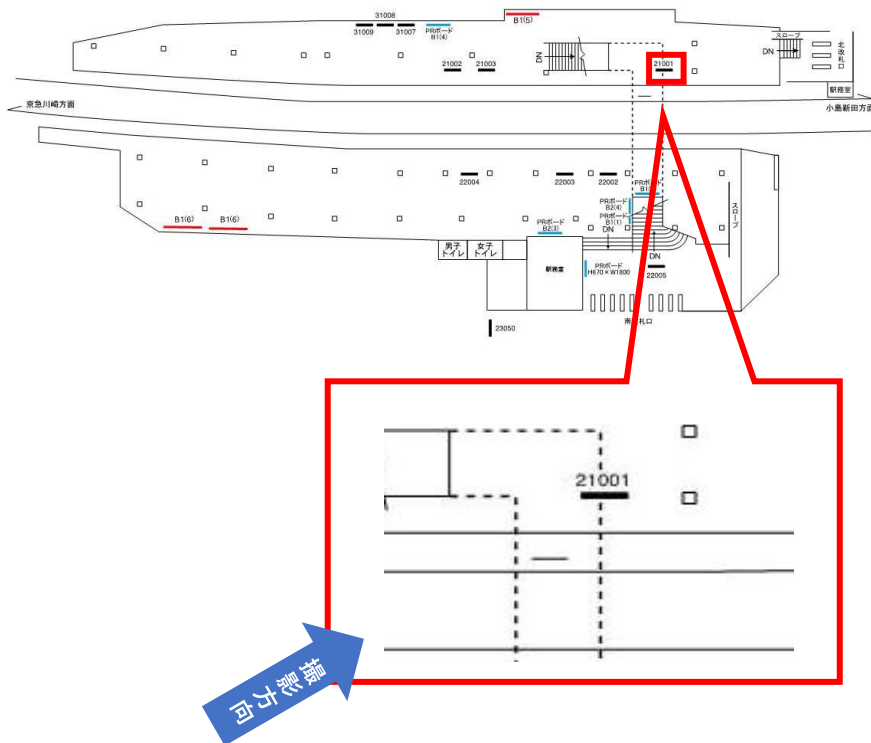 31008
31009
31007
PRボード
B1(4)
B1(5)
21002
21003
DN
21001
スロープ
DN
北改札口
駅務室
京急川崎方面
小島新田方面
22004
22003
22002
PRボード
PRボード
B2(4)
PRボード
B1(1)
B1(6)
B1(6)
PRボード
B2(3)
DN
スロープ
男子
トイレ
女子
トイレ
駅務室
PRボード
H670×W1800
DN
22005
23050
21001
撮影方向